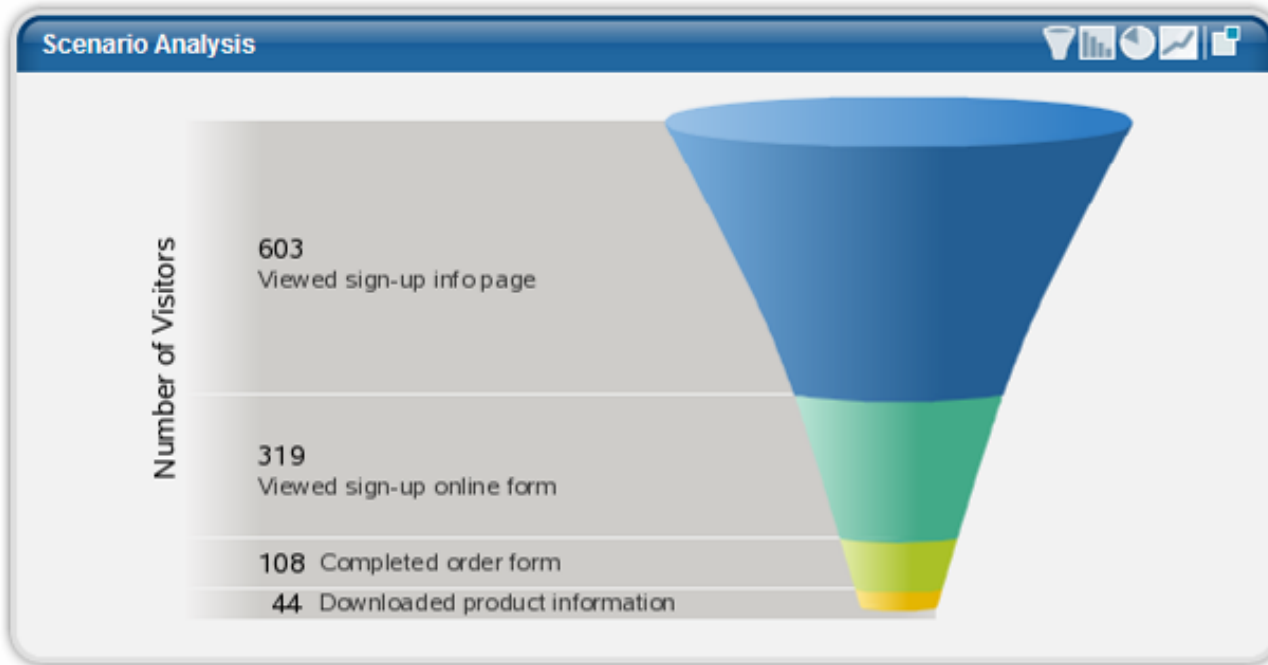 Scenario Analysis
Number of Visitors
603
Viewed sign-up info page
319
Viewed sign-up online form
108 Completed order form
44 Downloaded product information